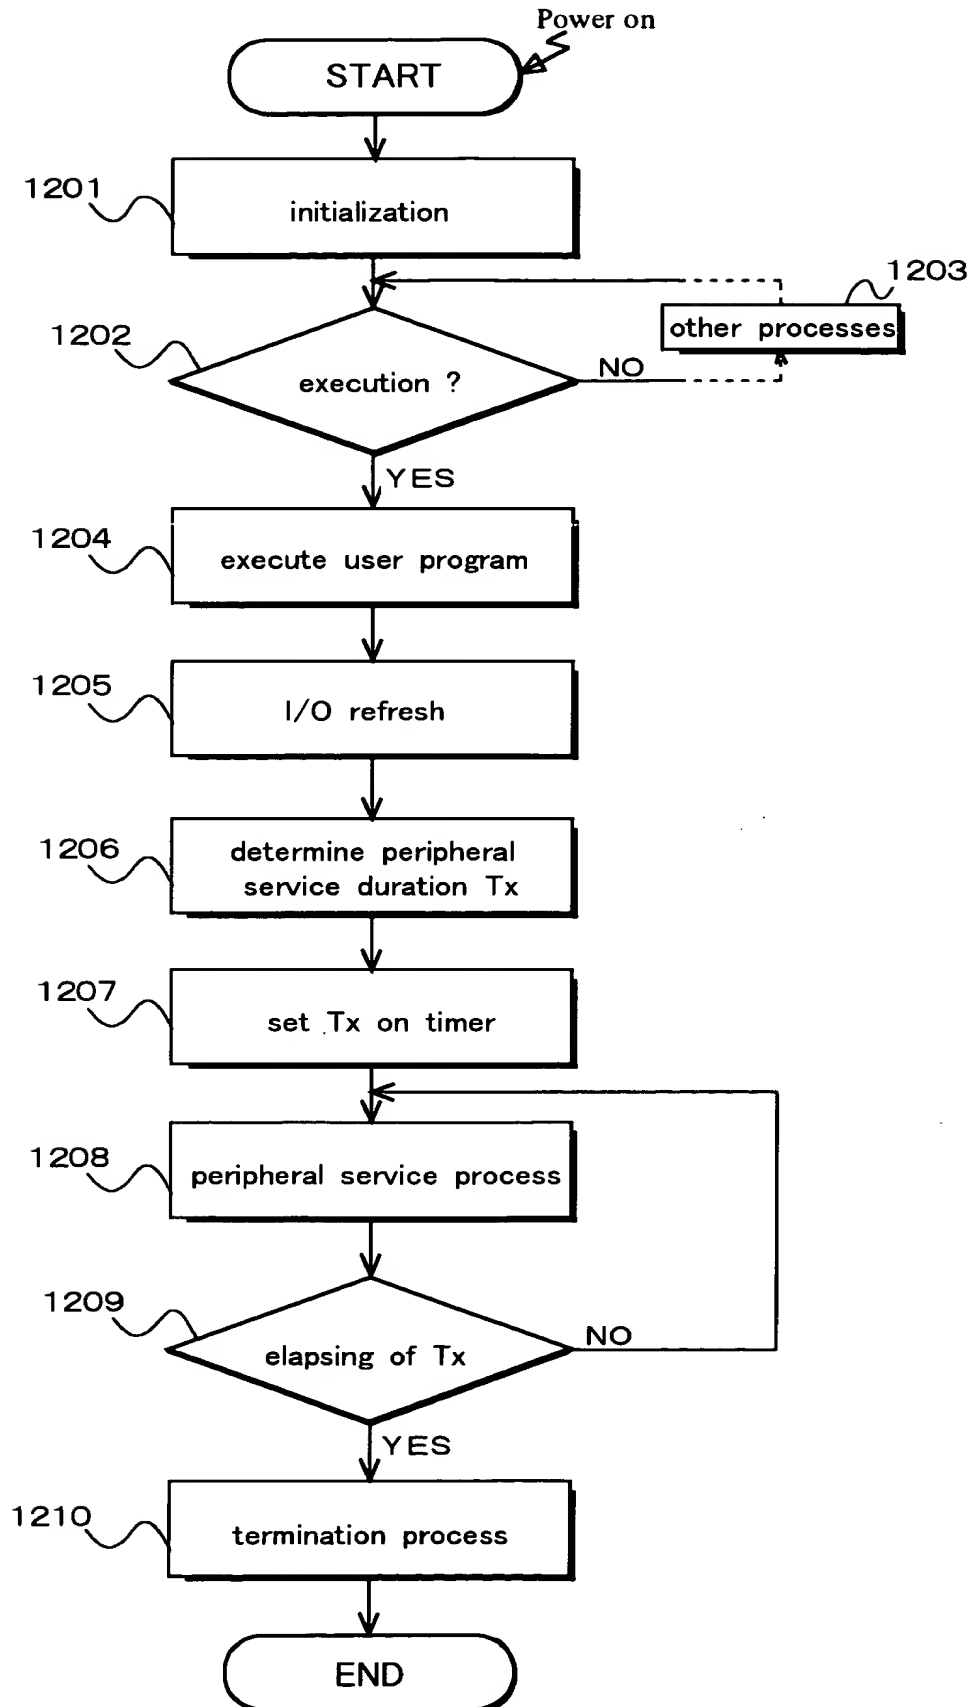 Power on
START
1201
initialization
1203
other processes
1202
execution ?
NO
YES
1204
execute user program
1205
I/O refresh
1206
determine peripheral
service duration Tx
1207
set Tx on timer
1208
peripheral service process
1209
elapsing of Tx
NO
YES
1210
termination process
END